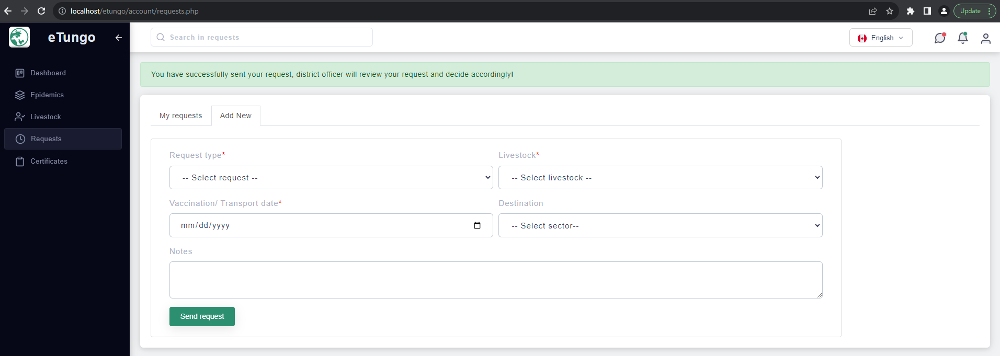 localhost/etungo/account/requests.php
Update
eTungo
Search in requests
English
Dashboard
Epidemics
Livestock
Requests
Certificates
You have successfully sent your request, district officer will review your request and decide accordingly!
My requests
Add New
Request type*
Livestock*
-- Select request --
-- Select livestock --
Vaccination/ Transport date*
Destination
mm/dd/yyyy
-- Select sector--
Notes
Send request